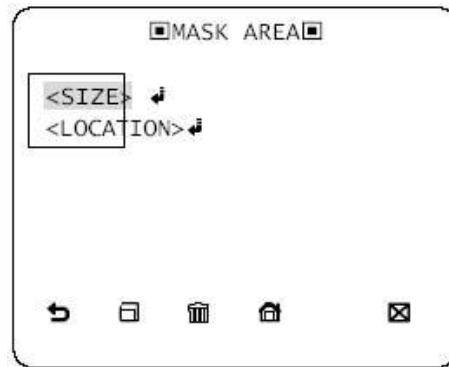 ▣MASK AREA▣
<SIZE> ↲
<LOCATION>↲